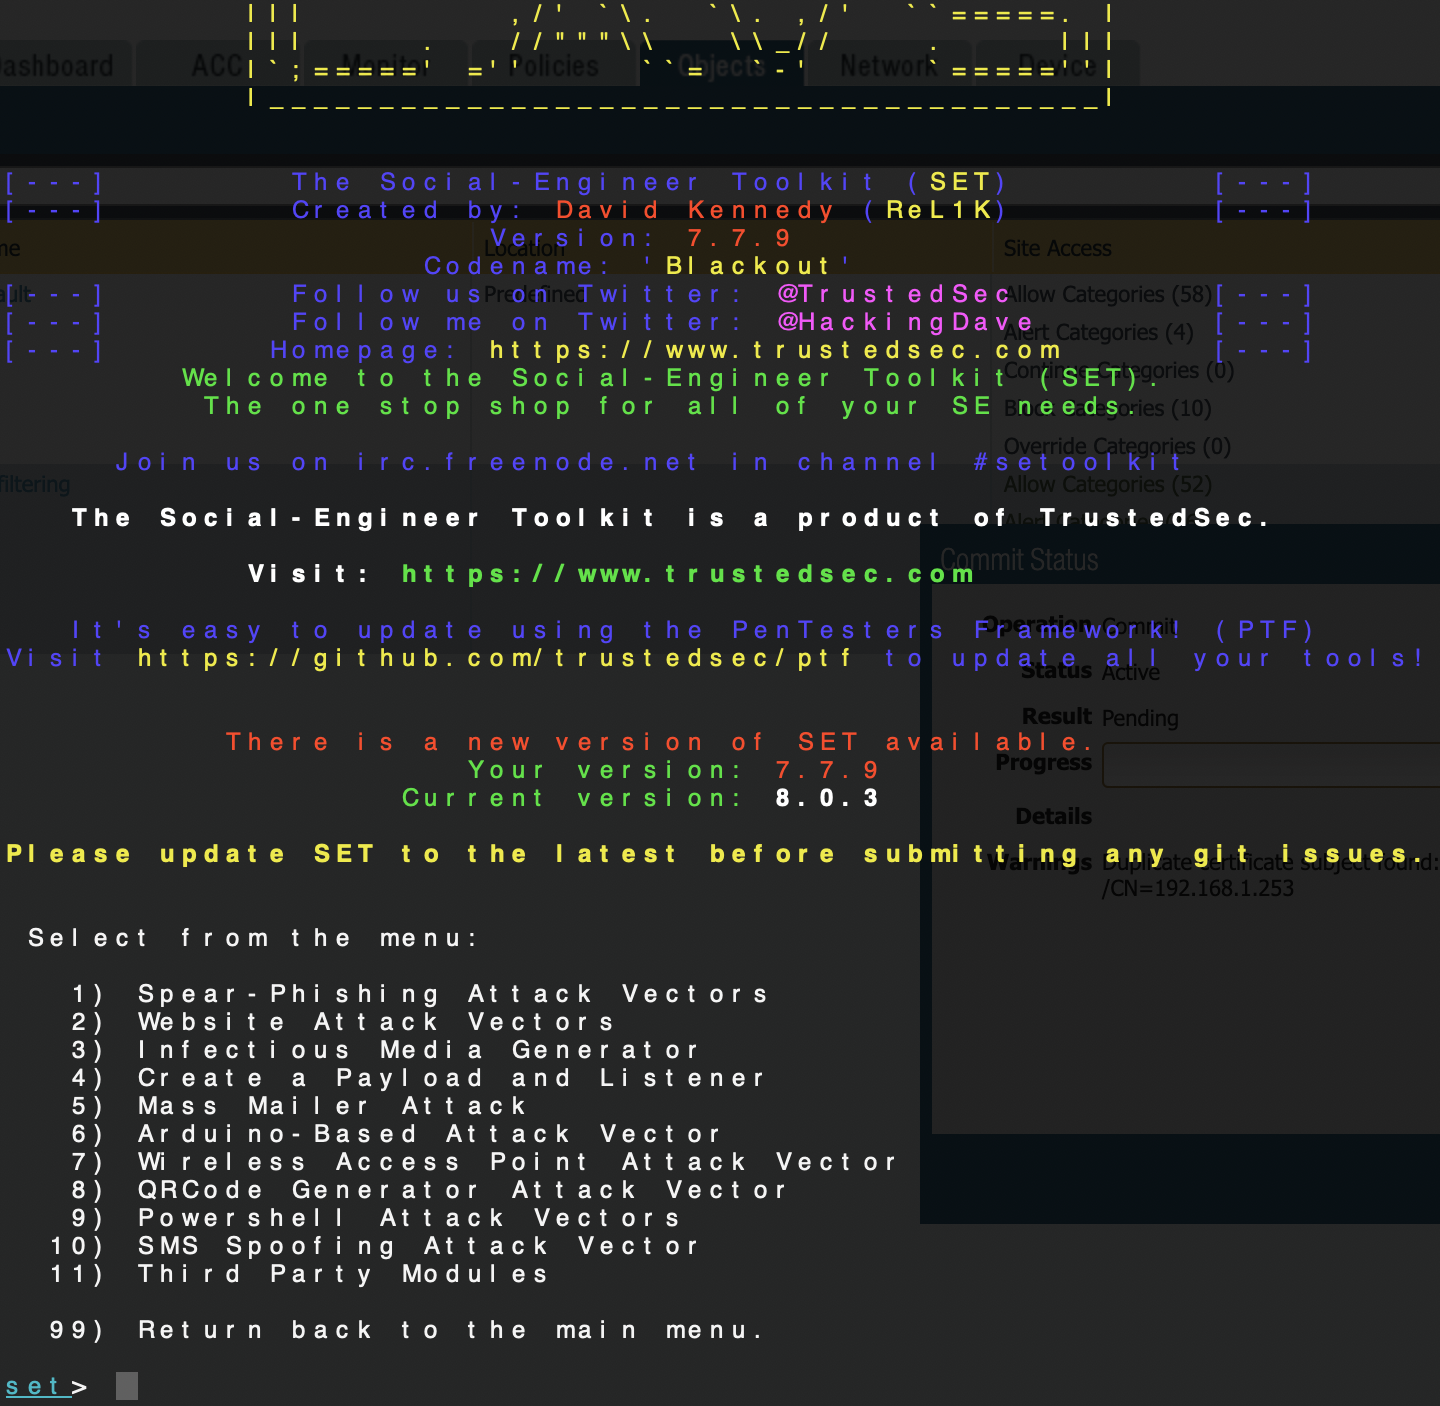 Dashboard ACC Monitor Policies Objects Network Device
[---] The Social-Engineer Toolkit (SET) [---]
[---] Created by: David Kennedy (ReL1K) [---]
Version: 7.7.9
Codename: 'Blackout'
[---] Follow us on Twitter: @TrustedSec [---]
[---] Follow me on Twitter: @HackingDave [---]
[---] Homepage: https://www.trustedsec.com [---]
Welcome to the Social-Engineer Toolkit (SET).
The one stop shop for all of your SE needs.
Join us on irc.freenode.net in channel #setoolkit
The Social-Engineer Toolkit is a product of TrustedSec.
Visit: https://www.trustedsec.com
It's easy to update using the PenTesters Framework! (PTF)
Visit https://github.com/trustedsec/ptf to update all your tools!
There is a new version of SET available.
Your version: 7.7.9
Current version: 8.0.3
Please update SET to the latest before submitting any git issues.
Select from the menu:
1) Spear-Phishing Attack Vectors
2) Website Attack Vectors
3) Infectious Media Generator
4) Create a Payload and Listener
5) Mass Mailer Attack
6) Arduino-Based Attack Vector
7) Wireless Access Point Attack Vector
8) QRCode Generator Attack Vector
9) Powershell Attack Vectors
10) SMS Spoofing Attack Vector
11) Third Party Modules
99) Return back to the main menu.
set>
Location
Site Access
Predefined
Allow Categories (58)
Alert Categories (4)
Continue Categories (0)
Block Categories (10)
Override Categories (0)
filtering
Allow Categories (52)
Commit Status
Operation Commit
Status Active
Result Pending
Progress
Details
Warnings Duplicate certificate subject found:
/CN=192.168.1.253